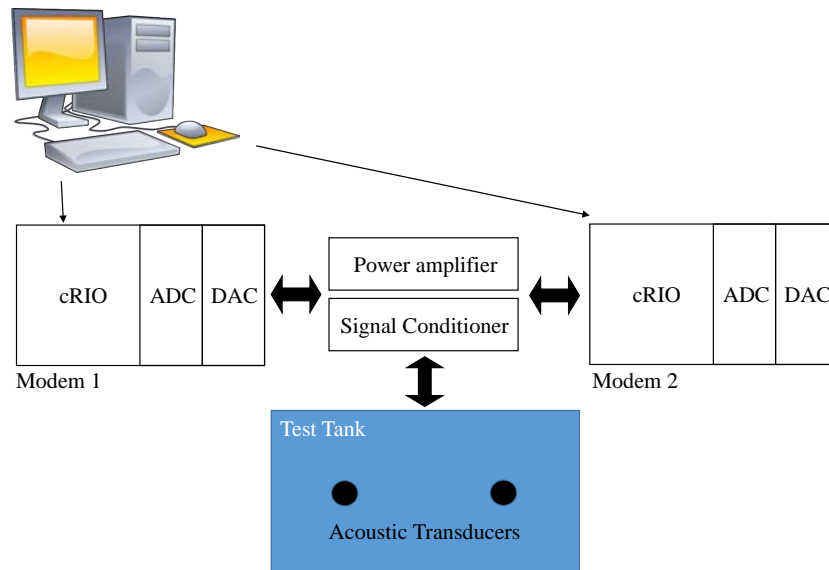 cRIO
ADC
DAC
Modem 1
Power amplifier
Signal Conditioner
cRIO
ADC
DAC
Modem 2
Test Tank
Acoustic Transducers